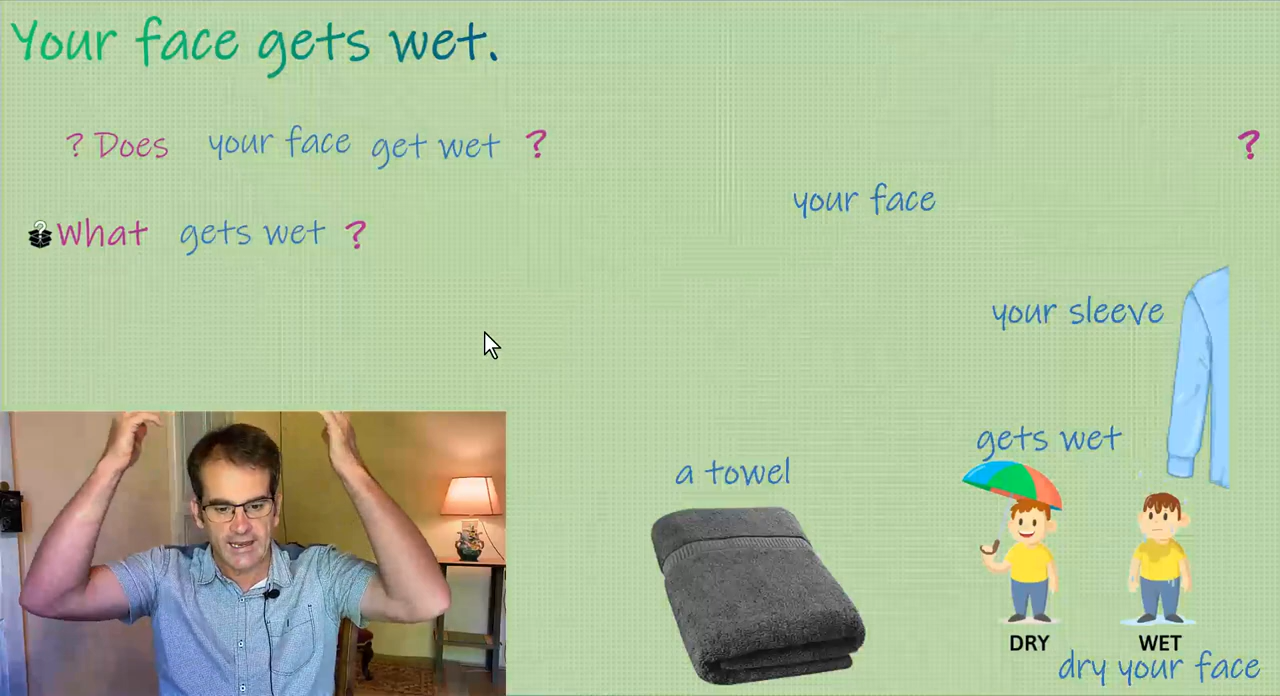 Your face gets wet.
? Does your face get wet ?
?
your face
What gets wet ?
your sleeve
gets wet
a towel
DRY WET
dry your face